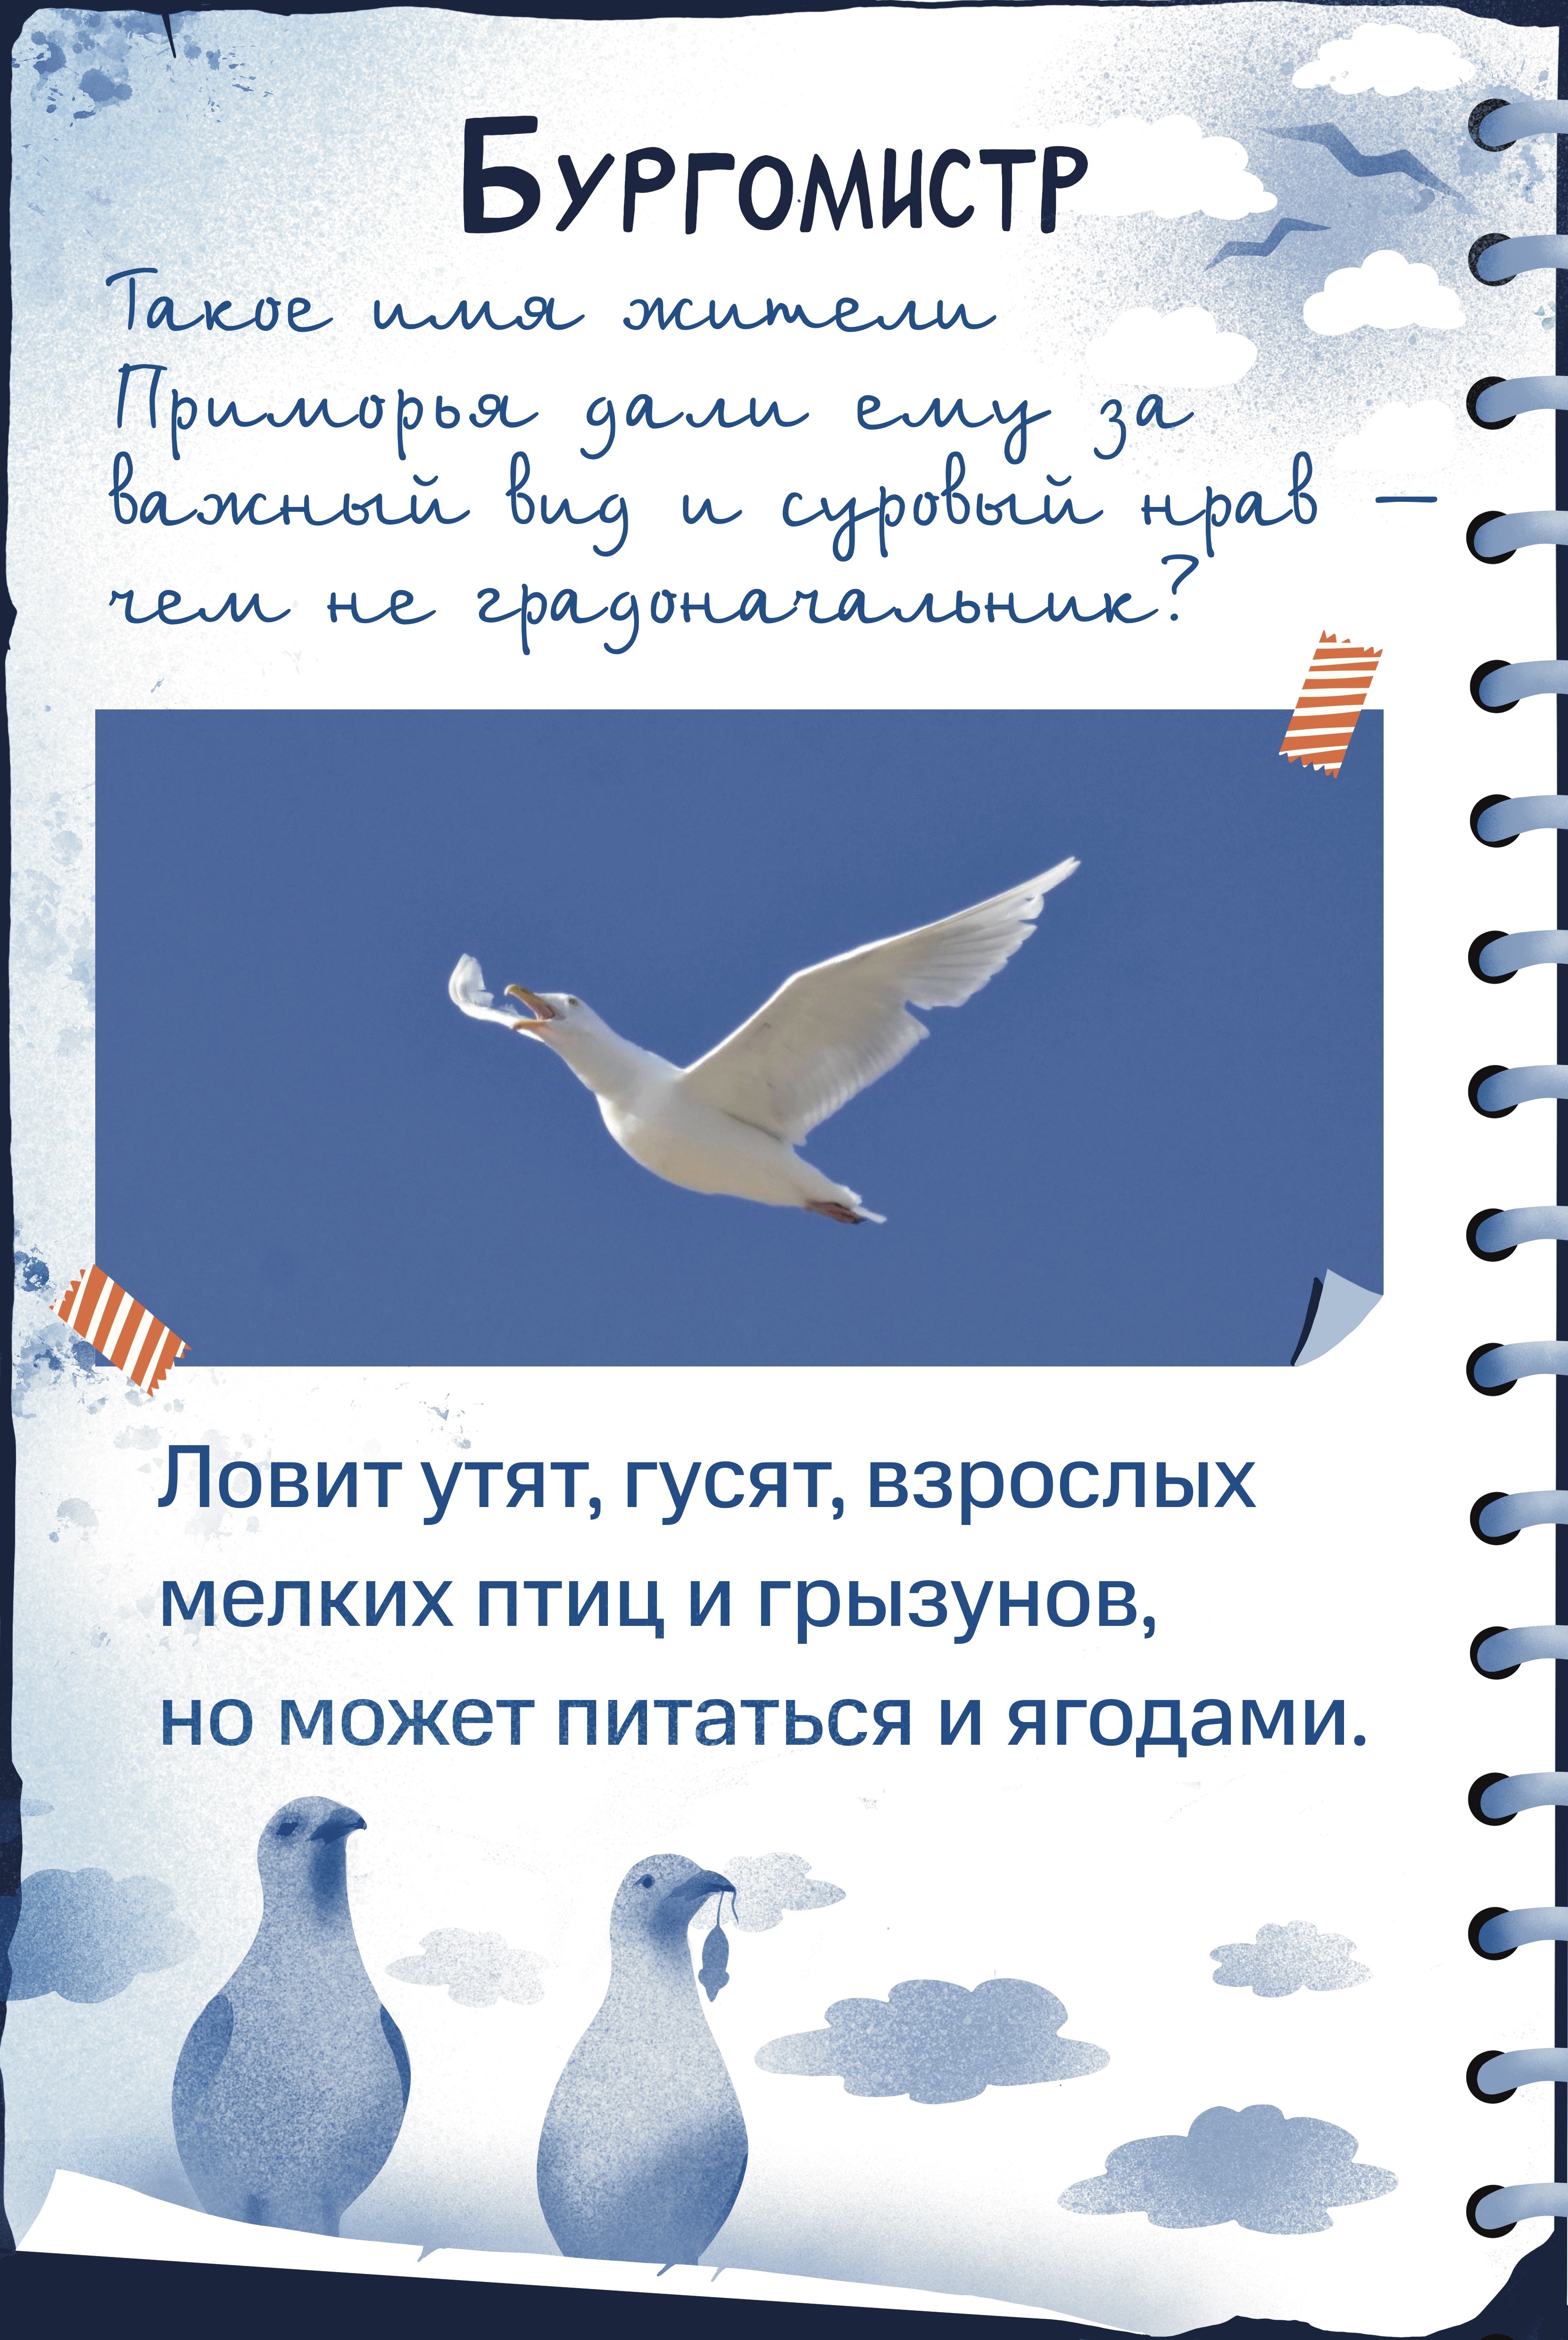 Бургомистр
Такое имя жители
Приморья дали ему за
важный вид и суровый нрав —
чем не градоначальник?
Ловит утят, гусят, взрослых
мелких птиц и грызунов,
но может питаться и ягодами.